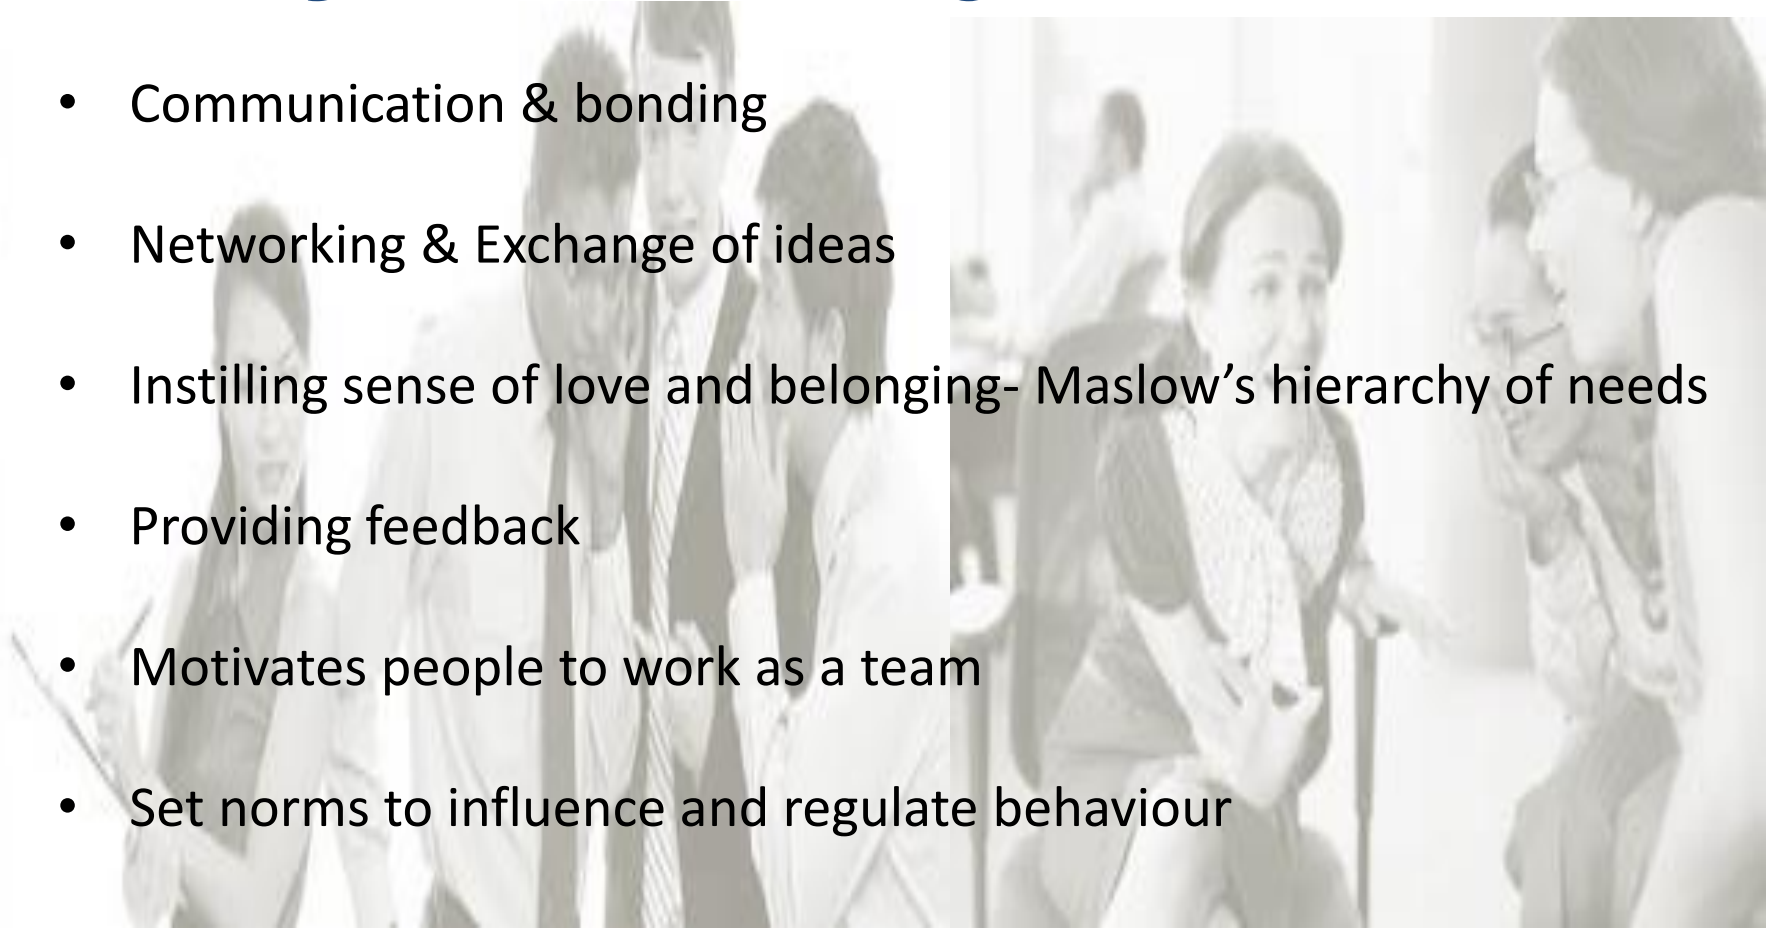 • Communication & bonding
• Networking & Exchange of ideas
• Instilling sense of love and belonging- Maslow’s hierarchy of needs
• Providing feedback
• Motivates people to work as a team
• Set norms to influence and regulate behaviour